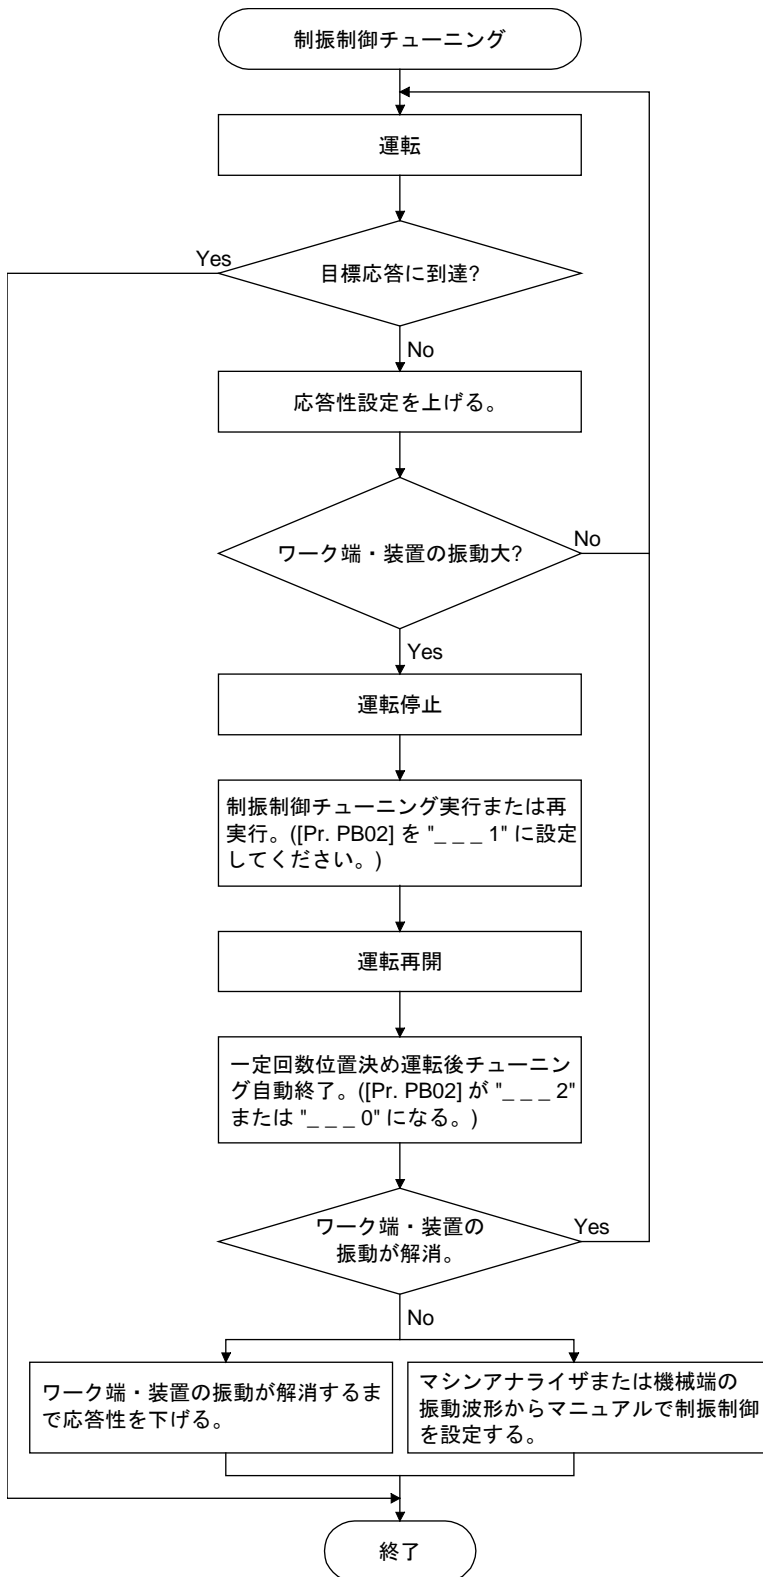 制振制御チューニング
運転
Yes
目標応答に到達?
No
応答性設定を上げる。
ワーク端・装置の振動大?
No
Yes
運転停止
制振制御チューニング実行または再
実行。([Pr. PB02] を "_ _ _ 1" に設定
してください。)
運転再開
一定回数位置決め運転後チューニン
グ自動終了。([Pr. PB02] が "_ _ _ 2"
または "_ _ _ 0" になる。)
ワーク端・装置の
振動が解消。
Yes
No
ワーク端・装置の振動が解消するま
で応答性を下げる。
マシンアナライザまたは機械端の
振動波形からマニュアルで制振制御
を設定する。
終了